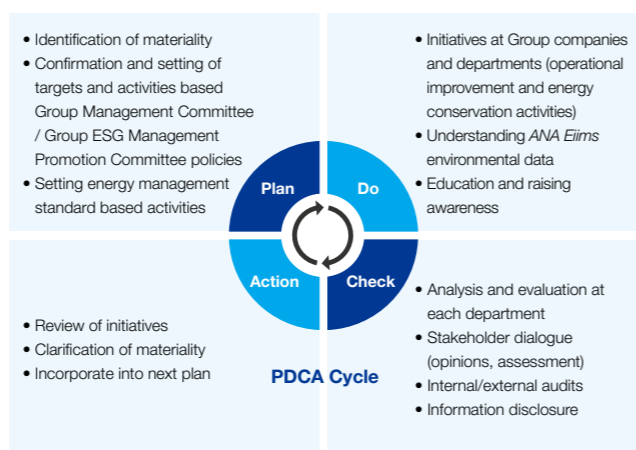 • Identification of materiality
• Confirmation and setting of
targets and activities based
Group Management Committee
/ Group ESG Management
Promotion Committee policies
• Setting energy management
standard based activities
• Initiatives at Group companies
and departments (operational
improvement and energy
conservation activities)
• Understanding ANA Eiims
environmental data
• Education and raising
awareness
Plan
Do
Action
Check
• Review of initiatives
• Clarification of materiality
• Incorporate into next plan
• Analysis and evaluation at
each department
• Stakeholder dialogue
(opinions, assessment)
• Internal/external audits
• Information disclosure
PDCA Cycle